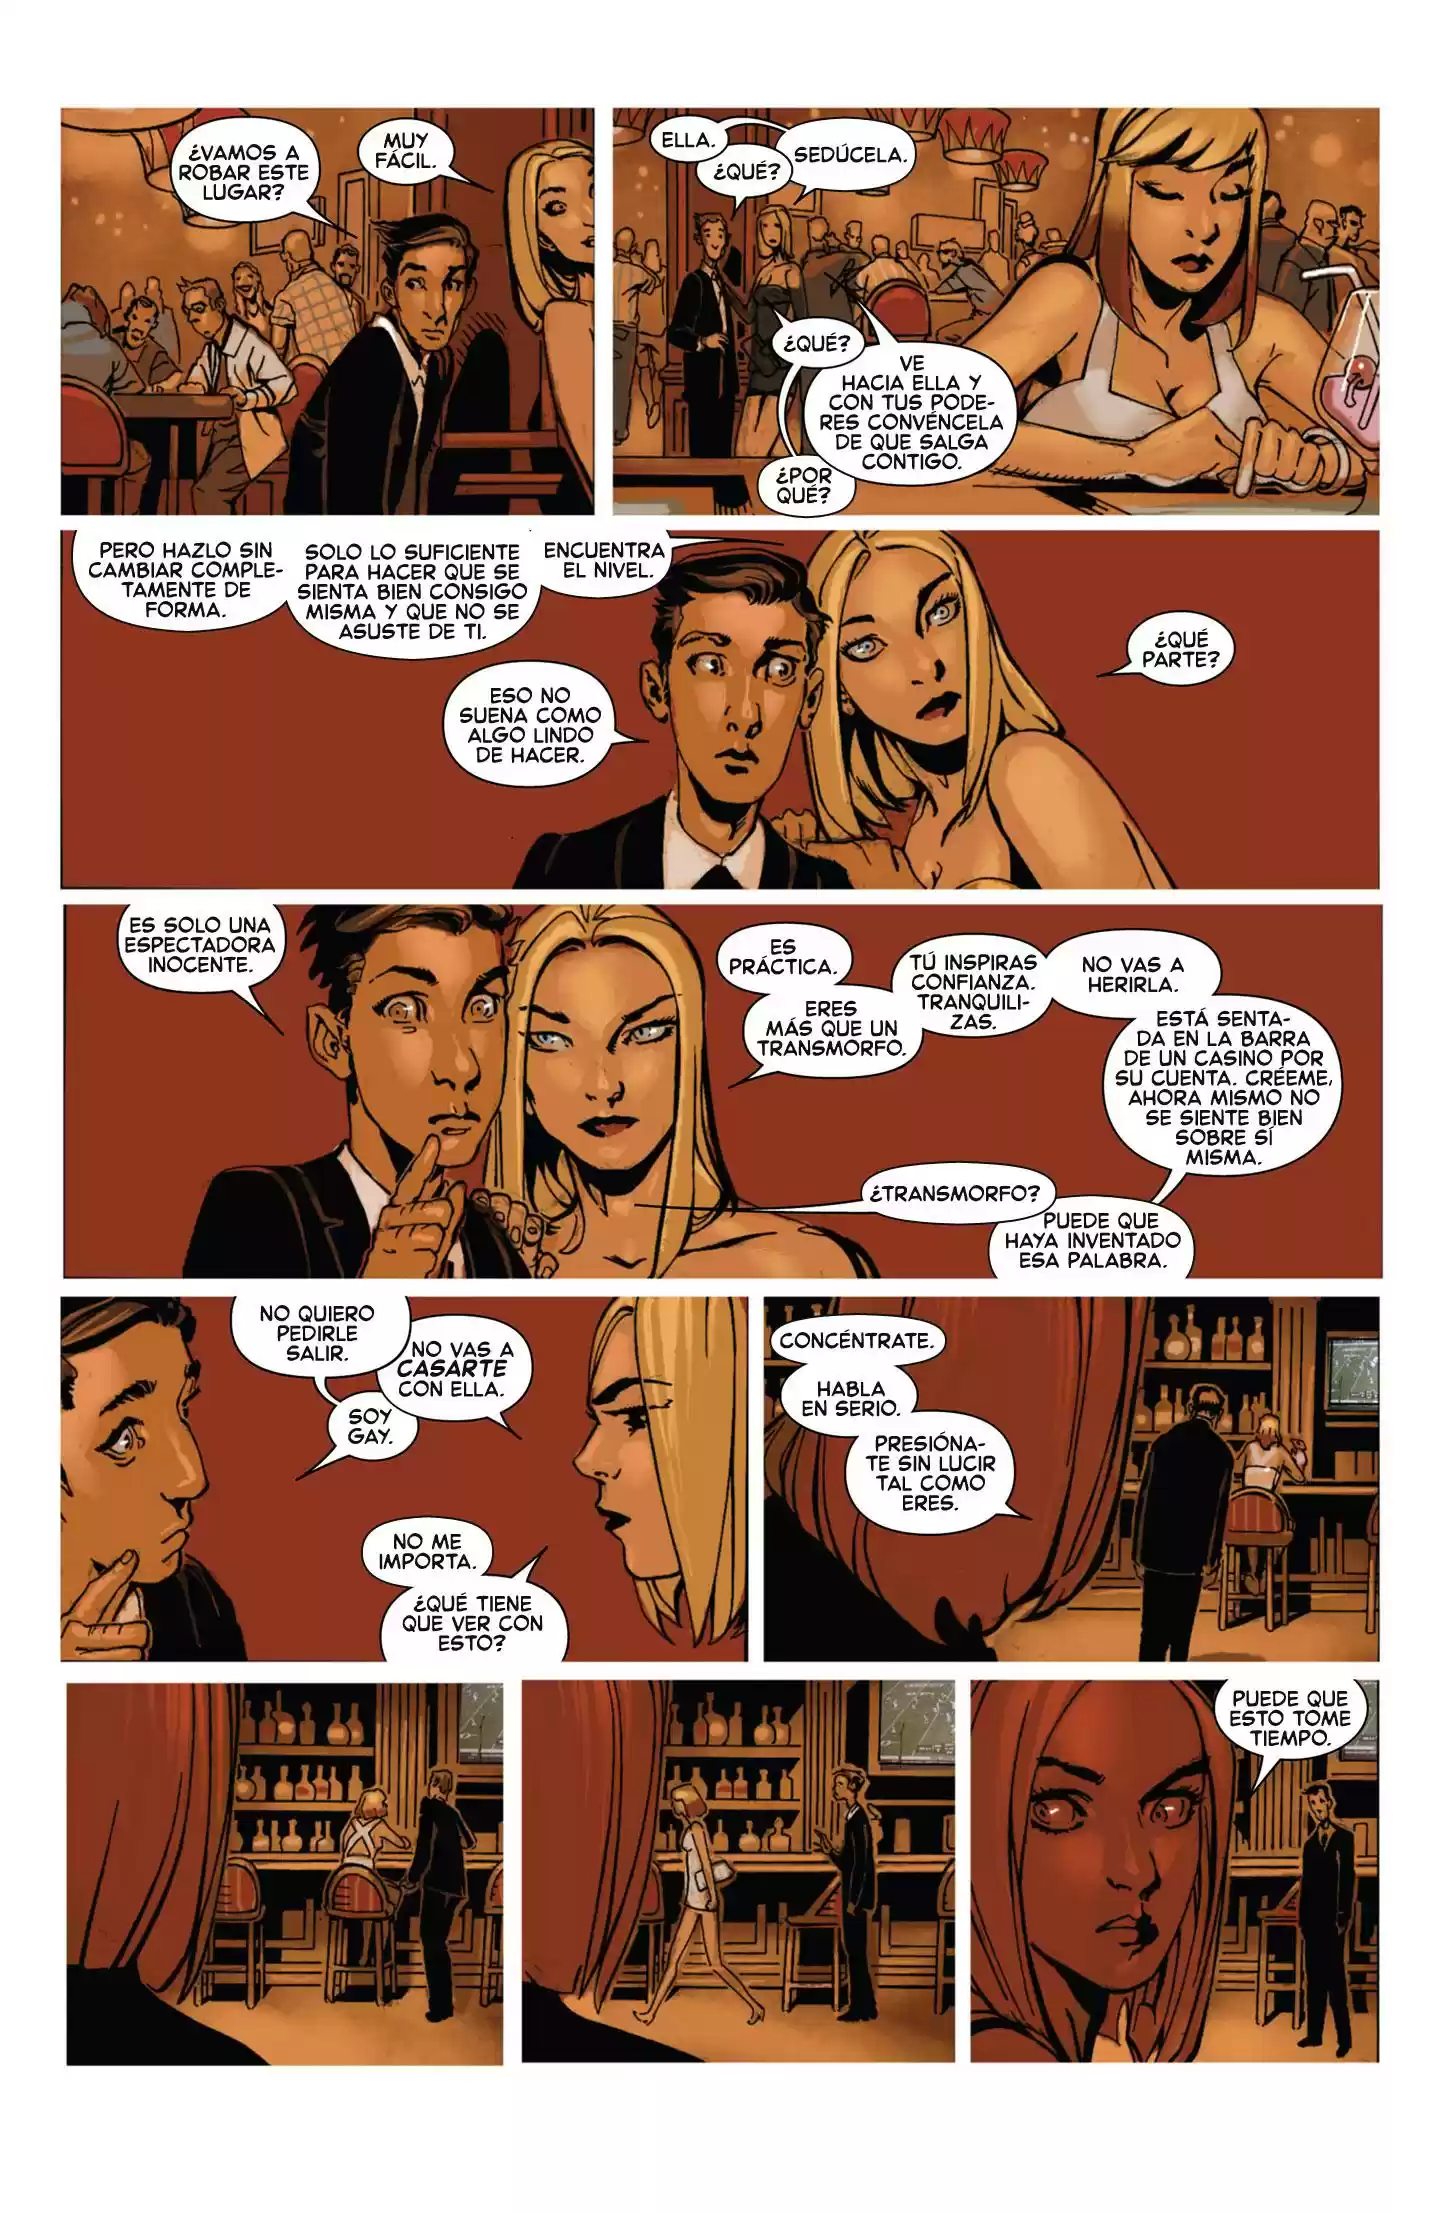 ¿VAMOS A
ROBAR ESTE
LUGAR?
MUY
FÁCIL.
ELLA.
¿QUÉ?
SEDÚCELA.
¿QUÉ?
VE
HACIA ELLA Y
CON TUS PODE-
RES CONVÉNCELA
DE QUE SALGA
CONTIGO.
¿POR
QUÉ?
PERO HAZLO SIN
CAMBIAR COMPLE-
TAMENTE DE
FORMA.
SOLO LO SUFICIENTE
PARA HACER QUE SE
SIENTA BIEN CONSIGO
MISMA Y QUE NO SE
ASUSTE DE TI.
ENCUENTRA
EL NIVEL.
ESO NO
SUENA COMO
ALGO LINDO
DE HACER.
¿QUÉ
PARTE?
ES SOLO UNA
ESPECTADORA
INOCENTE.
ES
PRÁCTICA.
ERES
MÁS QUE UN
TRANSMORFO.
TÚ INSPIRAS
CONFIANZA.
TRANQUILI-
ZAS.
NO VAS A
HERIRLA.
ESTÁ SENTA-
DA EN LA BARRA
DE UN CASINO POR
SU CUENTA. CRÉEME,
AHORA MISMO NO
SE SIENTE BIEN
SOBRE SÍ
MISMA.
¿TRANSMORFO?
PUEDE QUE
HAYA INVENTADO
ESA PALABRA.
NO QUIERO
PEDIRLE
SALIR.
NO VAS A
CASARTE
CON ELLA.
SOY
GAY.
NO ME
IMPORTA.
¿QUÉ TIENE
QUE VER CON
ESTO?
CONCÉNTRATE.
HABLA
EN SERIO.
PRESIÓNA-
TE SIN LUCIR
TAL COMO
ERES.
PUEDE QUE
ESTO TOME
TIEMPO.